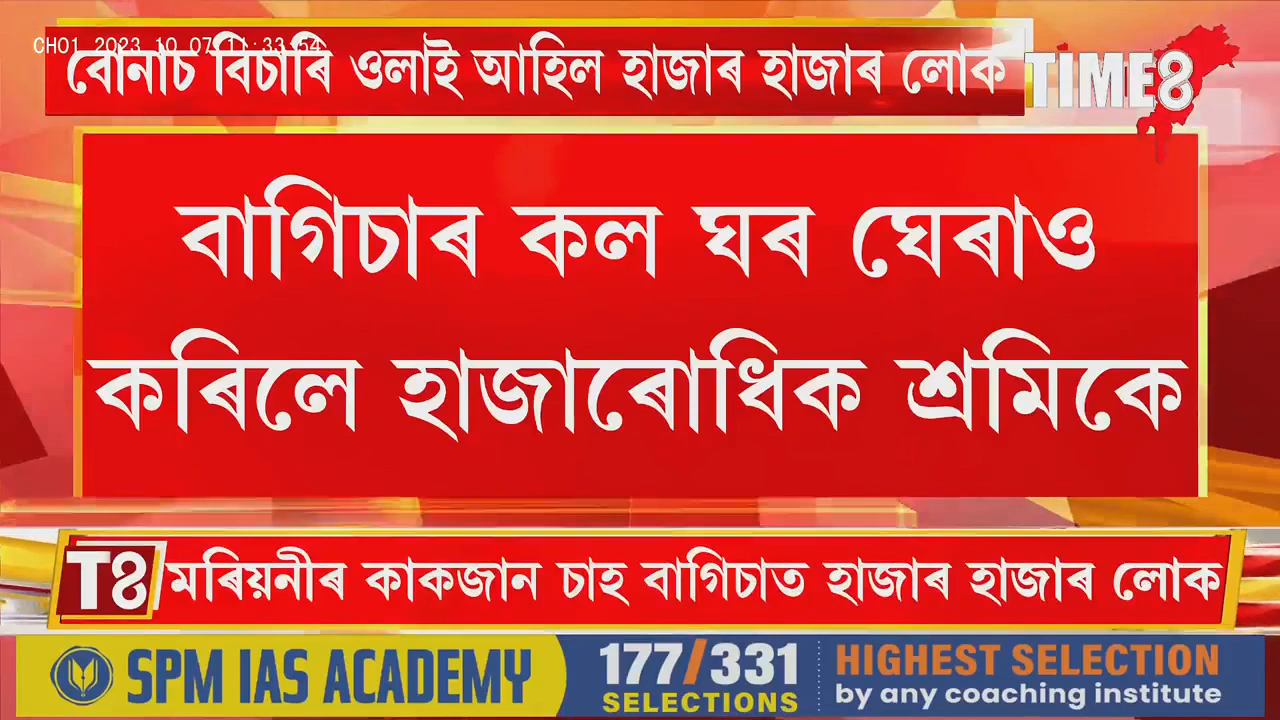 CH01 2023 10 07 11:33:54
বোনাচ বিচাৰি ওলাই আহিল হাজাৰ হাজাৰ লোক
TIME8
বাগিচাৰ কল ঘৰ ঘেৰাও
কৰিলে হাজাৰোধিক শ্ৰমিকে
T8 মৰিয়নীৰ কাকজান চাহ বাগিচাত হাজাৰ হাজাৰ লোক
SPM IAS ACADEMY
177/331
SELECTIONS
HIGHEST SELECTION
by any coaching institute